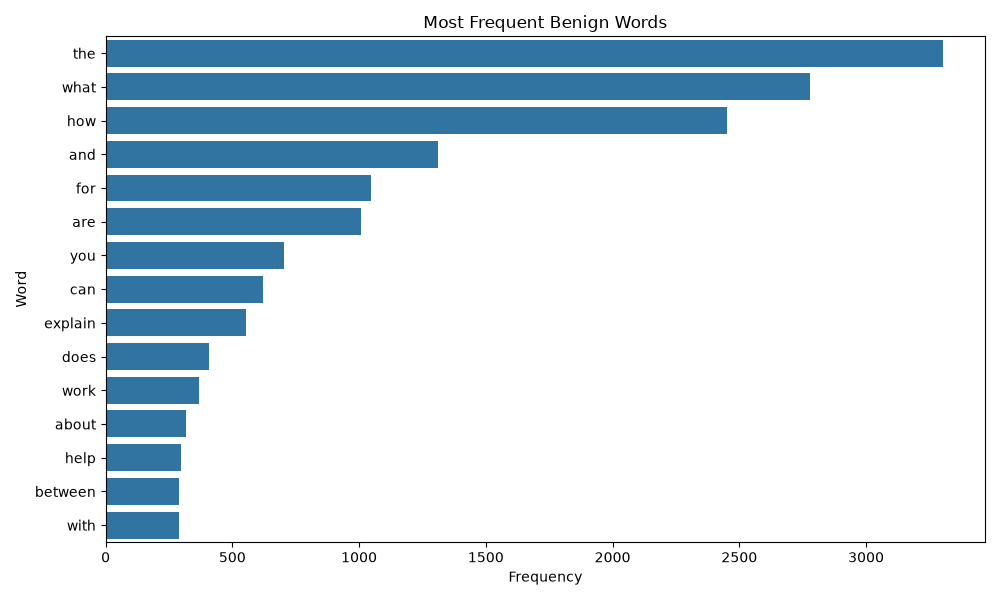 Most Frequent Benign Words
Word
the
what
how
and
for
are
you
can
explain
does
work
about
help
between
with
0 500 1000 1500 2000 2500 3000
Frequency